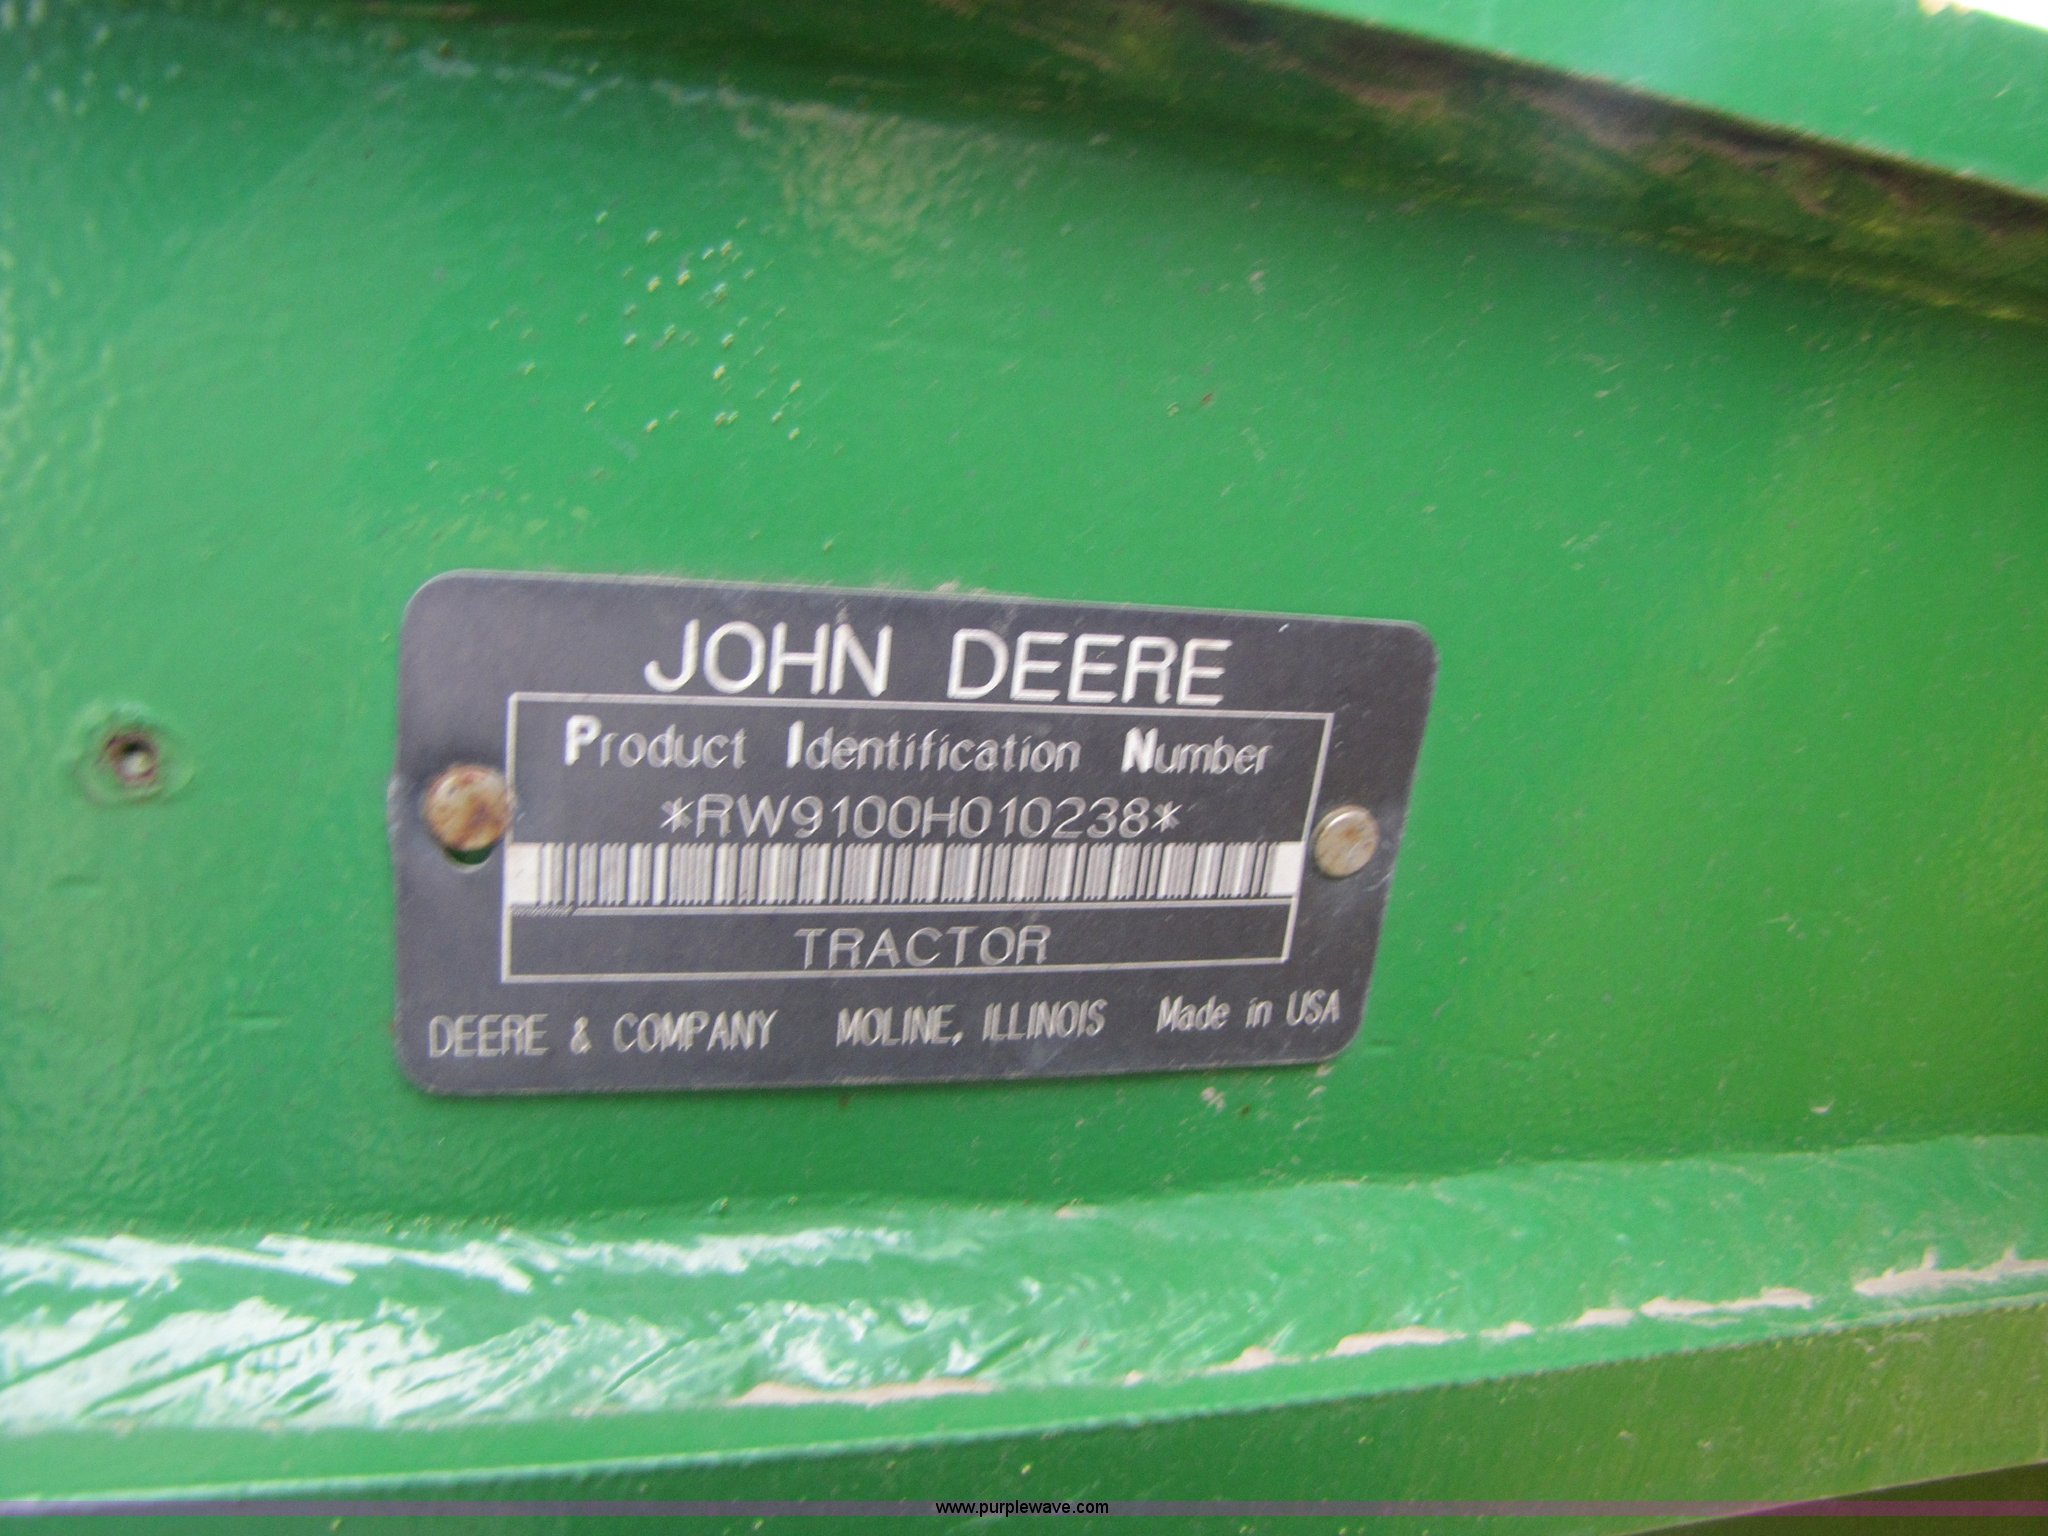 JOHN DEERE
Product Identification Number
*RW9100H010238*
TRACTOR
DEERE & COMPANY MOLINE, ILLINOIS Made in USA
www.purplewave.com